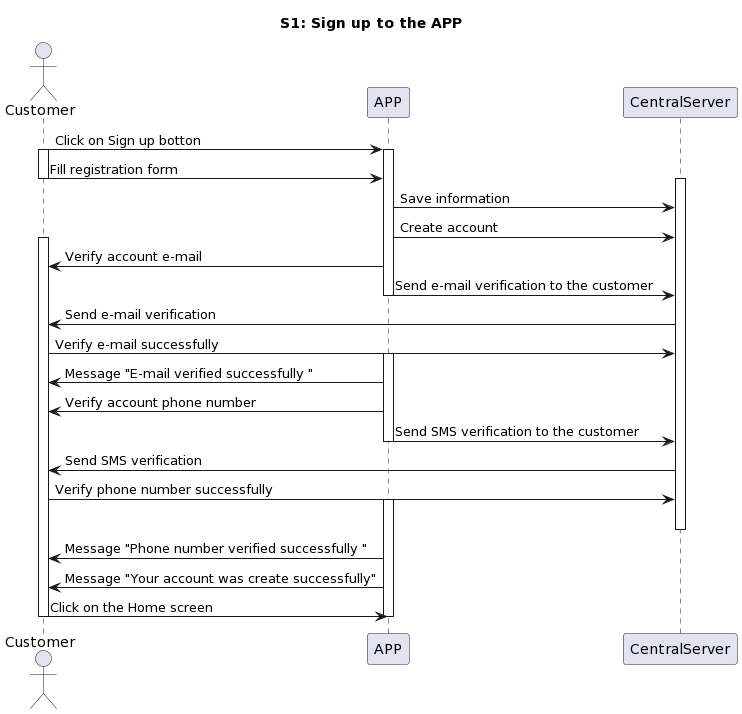 S1: Sign up to the APP
Customer
APP
CentralServer
Click on Sign up botton
Fill registration form
Save information
Create account
Verify account e-mail
Send e-mail verification to the customer
Send e-mail verification
Verify e-mail successfully
Message "E-mail verified successfully "
Verify account phone number
Send SMS verification to the customer
Send SMS verification
Verify phone number successfully
Message "Phone number verified successfully "
Message "Your account was create successfully"
Click on the Home screen
Customer
APP
CentralServer